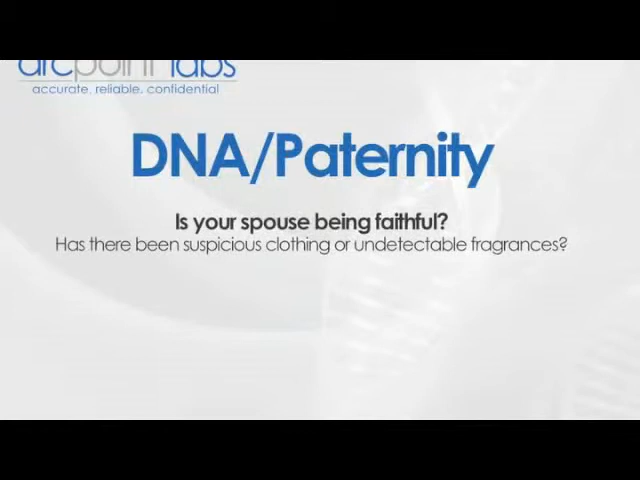 arcpoint labs
accurate, reliable, confidential
DNA/Paternity
Is your spouse being faithful?
Has there been suspicious clothing or undetectable fragrances?